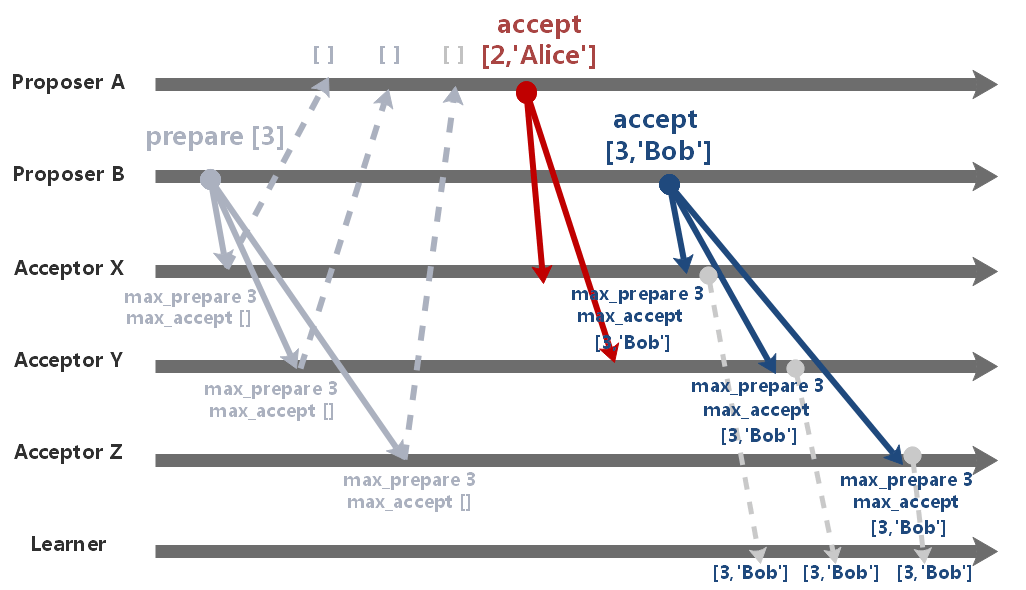 accept
[2,'Alice']
[ ]
[ ]
[ ]
Proposer A
accept
[3,'Bob']
prepare [3]
Proposer B
Acceptor X
max_prepare 3
max_accept []
max_prepare 3
max_accept
[3,'Bob']
Acceptor Y
max_prepare 3
max_accept []
max_prepare 3
max_accept
[3,'Bob']
Acceptor Z
max_prepare 3
max_accept []
max_prepare 3
max_accept
[3,'Bob']
Learner
[3,'Bob']
[3,'Bob']
[3,'Bob']